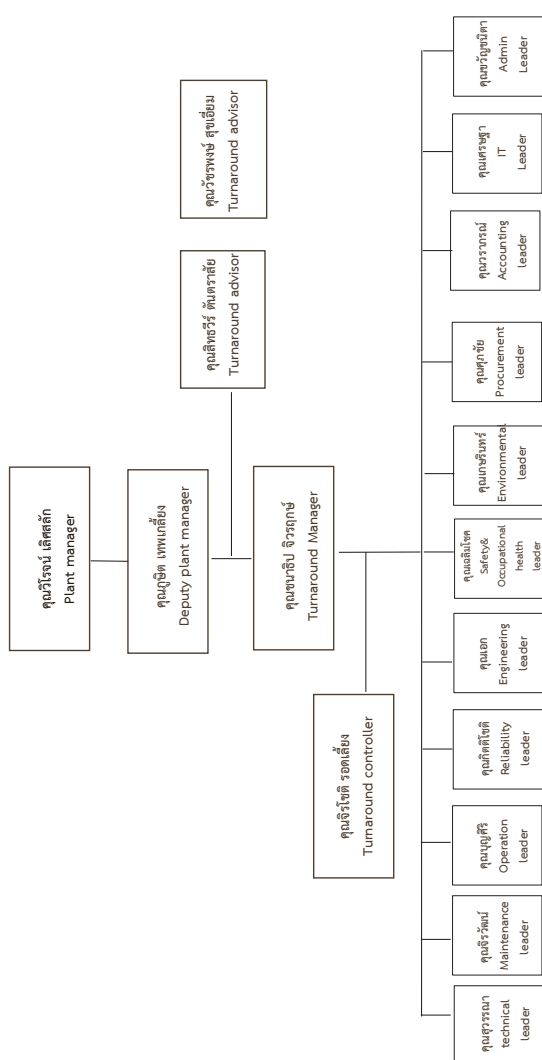 คุณวิโรจน์ เลิศสลัก
Plant manager
คุณภูษิต เทพเกลี้ยง
Deputy plant manager
คุณสิทธวีร์ ตันตราลัย
Turnaround advisor
คุณวัชรพงษ์ สุขเอี่ยม
Turnaround advisor
คุณชนาธิป จิวรฤกษ์
Turnaround Manager
คุณจิรโชติ รอดเลี้ยง
Turnaround controller
คุณสุวรรณา
technical
leader
คุณจิรวัฒน์
Maintenance
leader
คุณบุญศิริ
Operation
leader
คุณกิตติโชติ
Reliability
leader
คุณเอก
Engineering
leader
คุณเฉลิมโชค
Safety&
Occupational
health
leader
คุณเกษรินทร์
Environmental
leader
คุณศุภชัย
Procurement
leader
คุณวราภรณ์
Accounting
leader
คุณเศรษฐา
IT
Leader
คุณขวัญชนิดา
Admin
Leader